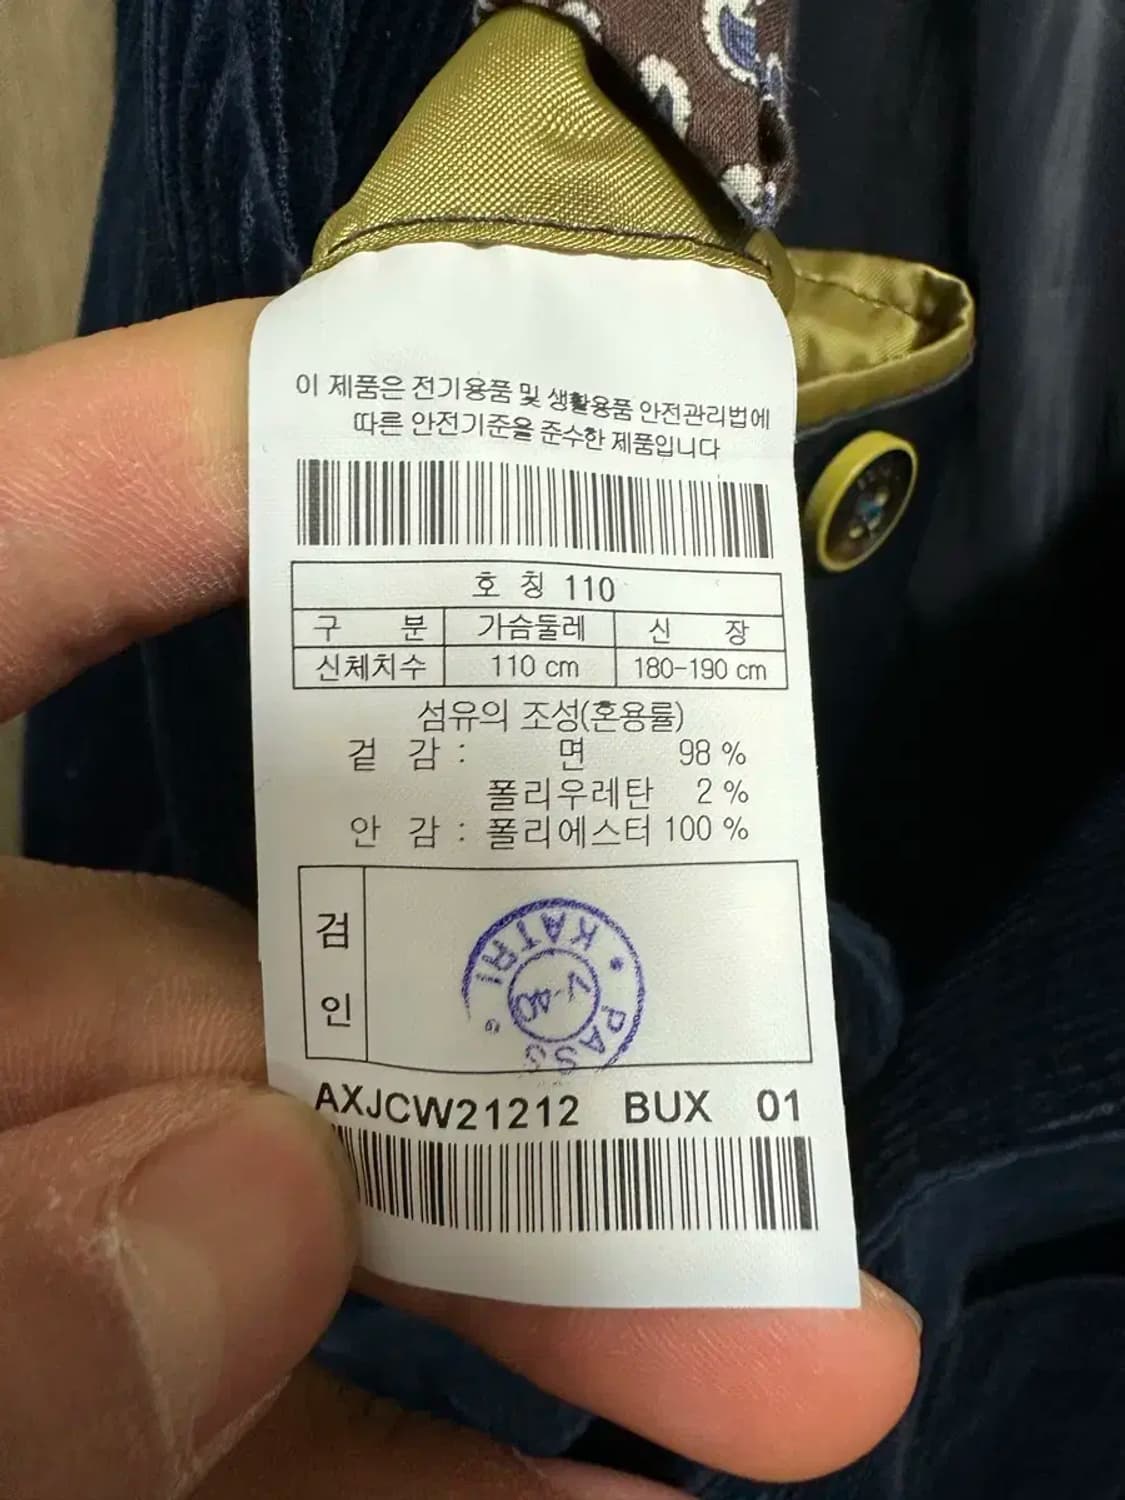 이 제품은 전기용품 및 생활용품 안전관리법에
따른 안전기준을 준수한 제품입니다
호 칭 110
구 분 가슴둘레 신 장
신체치수 110 cm 180-190 cm
섬유의 조성(혼용률)
겉 감 : 면 98 %
폴리우레탄 2 %
안 감 : 폴리에스터 100 %
검
인
KATRI
PASS
AXJCW21212 BUX 01